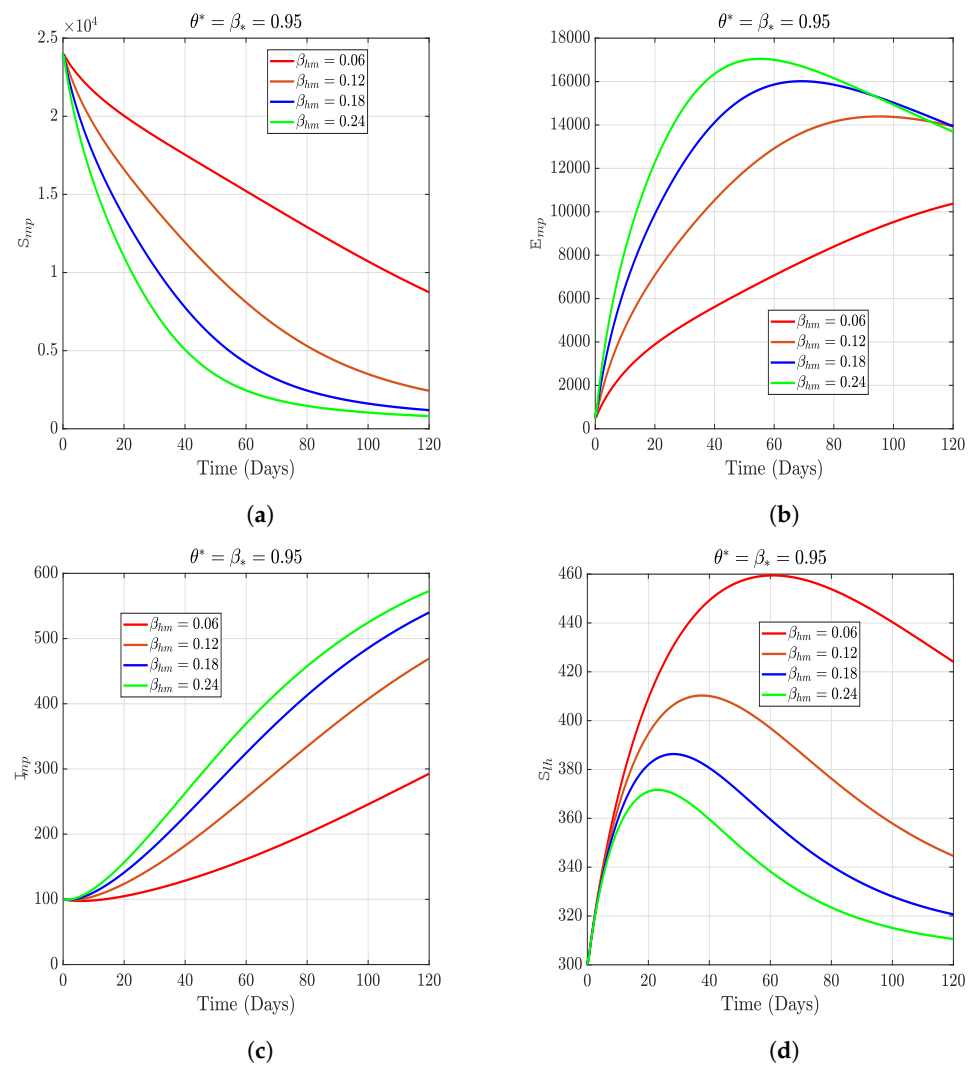 θ* = β* = 0.95
×10⁴
2.5
2
1.5
1
0.5
0
S_mp
0 20 40 60 80 100 120
Time (Days)
β_hm = 0.06
β_hm = 0.12
β_hm = 0.18
β_hm = 0.24
(a)
θ* = β_* = 0.95
18000
16000
14000
12000
10000
8000
6000
4000
2000
0
E_mp
0 20 40 60 80 100 120
Time (Days)
β_hm = 0.06
β_hm = 0.12
β_hm = 0.18
β_hm = 0.24
(b)
θ* = β_* = 0.95
600
500
400
300
200
100
0
I_mp
0 20 40 60 80 100 120
Time (Days)
β_hm = 0.06
β_hm = 0.12
β_hm = 0.18
β_hm = 0.24
(c)
θ* = β_* = 0.95
460
440
420
400
380
360
340
320
300
S_lh
0 20 40 60 80 100 120
Time (Days)
β_hm = 0.06
β_hm = 0.12
β_hm = 0.18
β_hm = 0.24
(d)